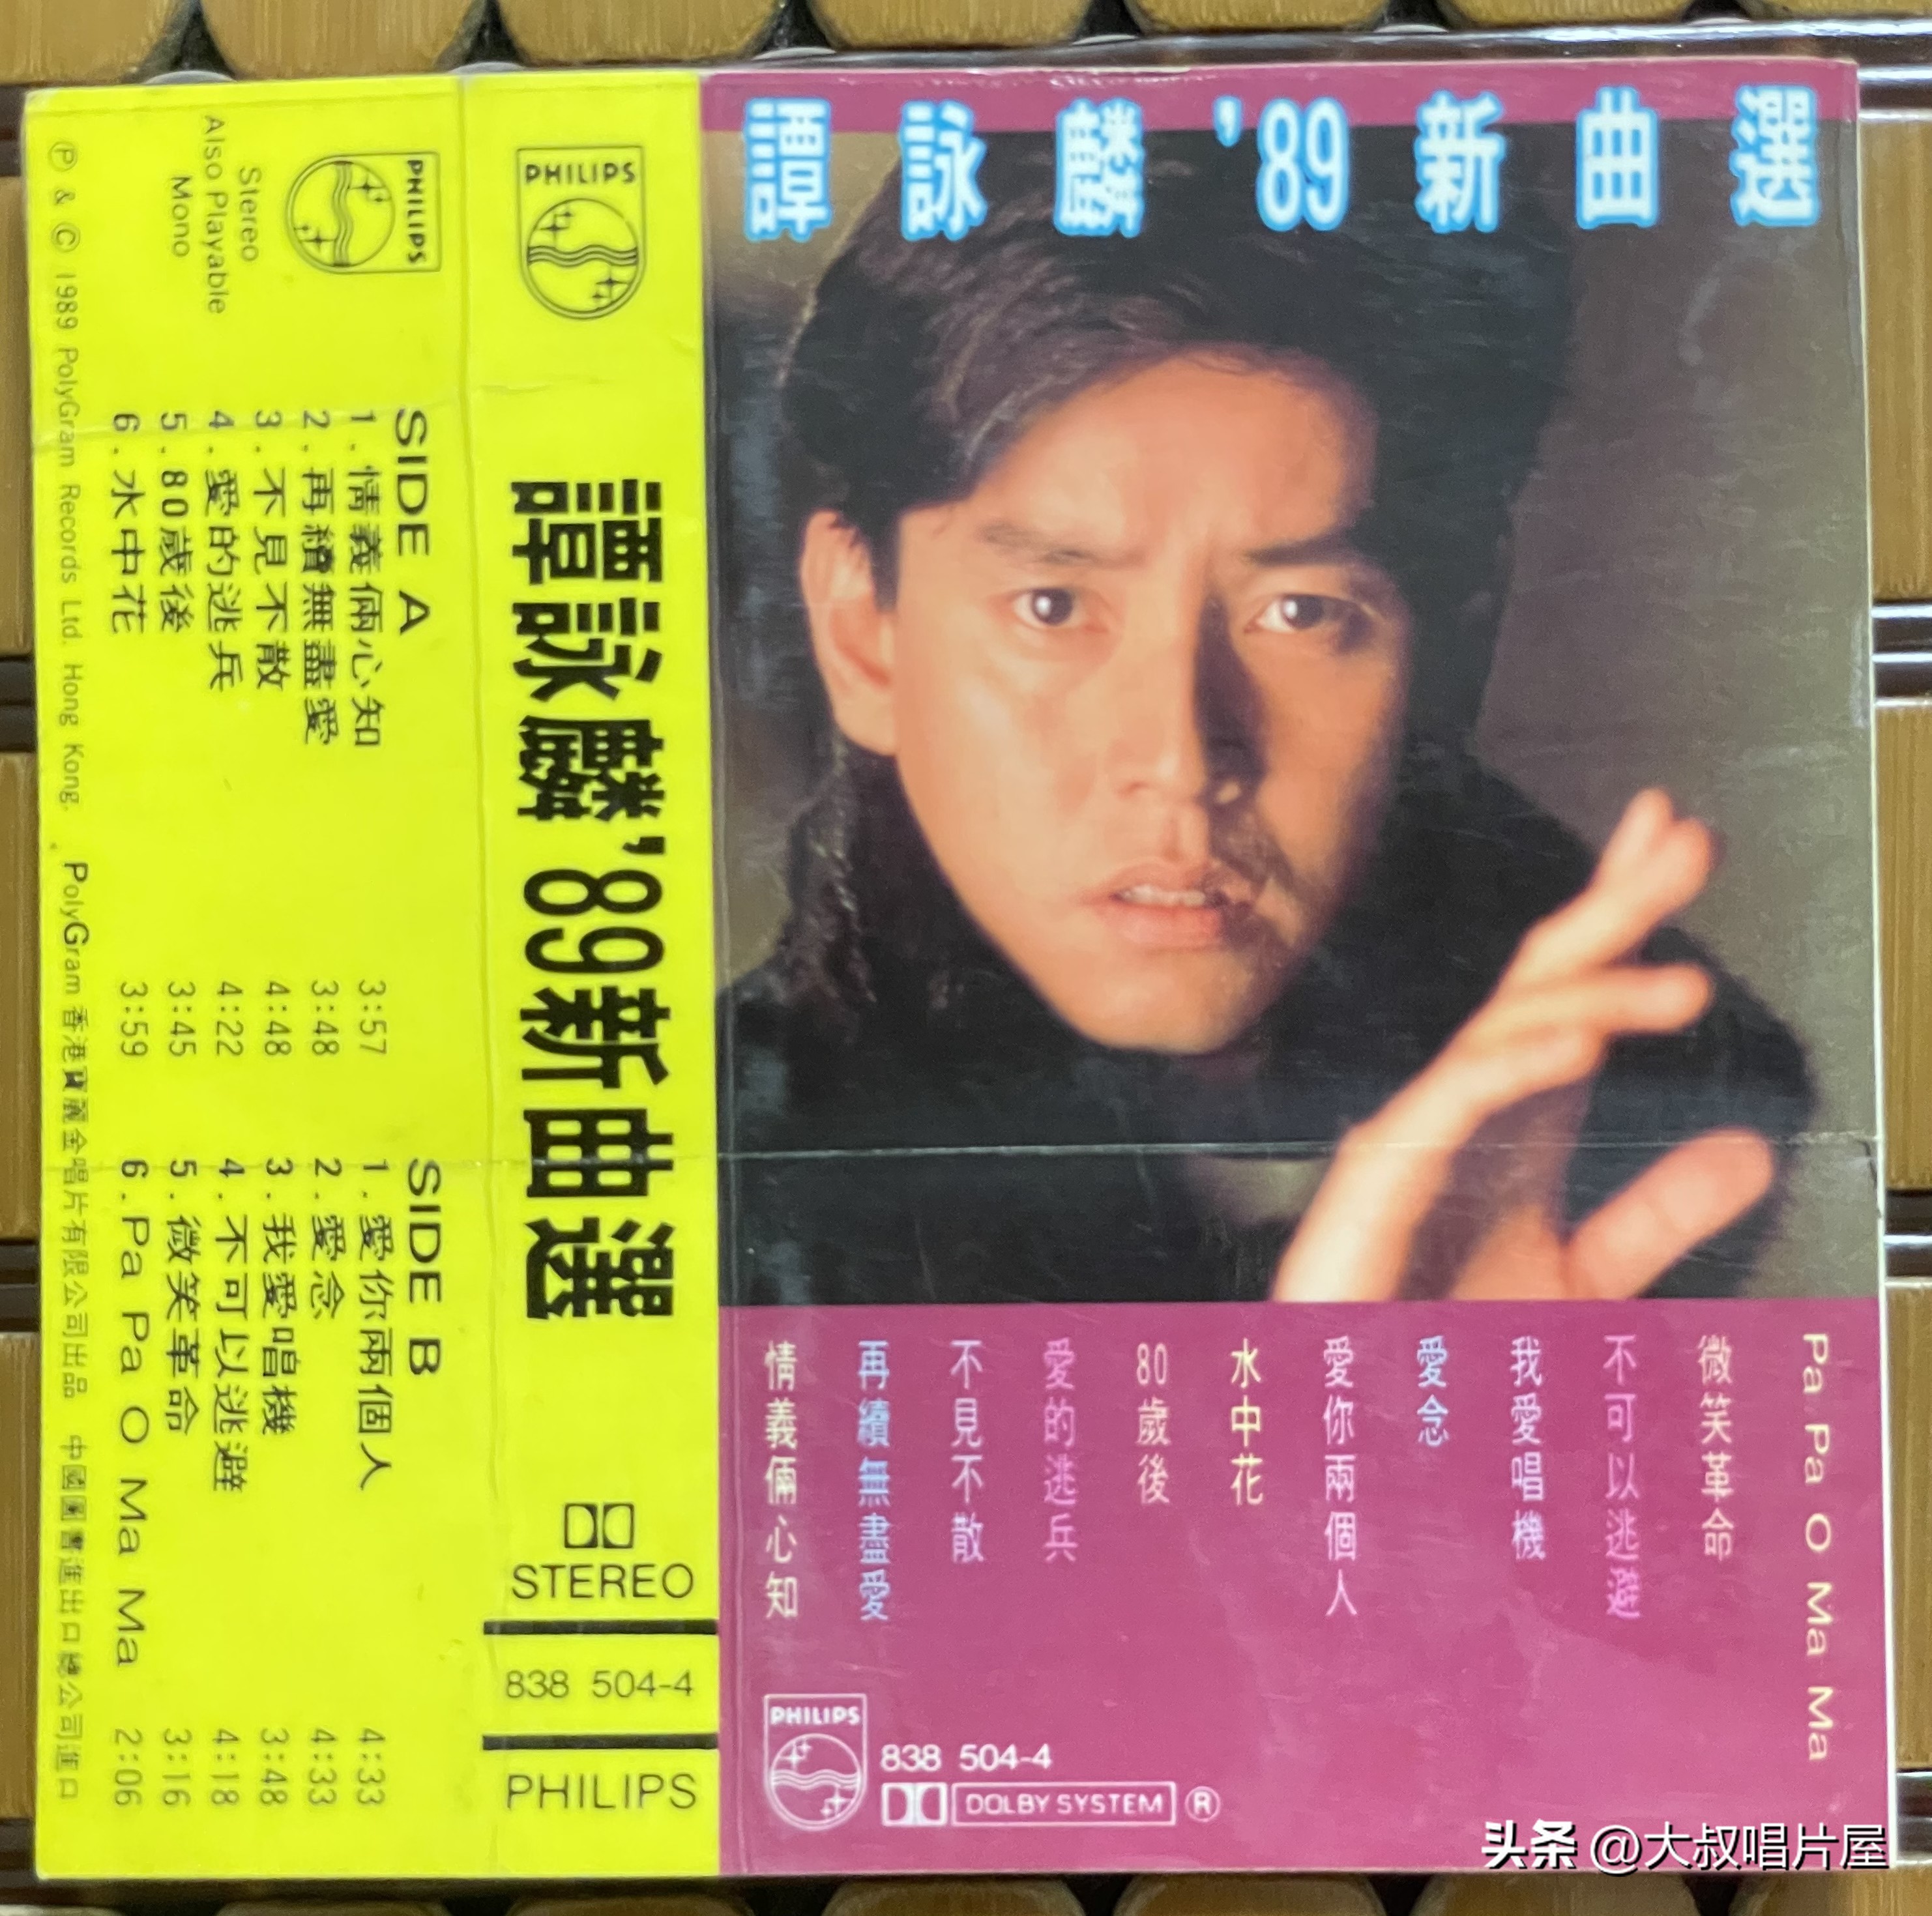 譚詠麟'89新曲選
情義倆心知
再續無盡愛
不見不散
愛的逃兵
80歲後
水中花
愛你兩個人
愛念
我愛唱機
不可以逃避
微笑革命
Pa Pa O Ma Ma
PHILIPS
838 504-4
DOLBY SYSTEM ®
PHILIPS
譚詠麟'89新曲選
STEREO
838 504-4
PHILIPS
PHILIPS
Stereo
Also Playable
Mono
SIDE A
1.情義倆心知 3:57
2.再續無盡愛 3:48
3.不見不散 4:48
4.愛的逃兵 4:22
5.80歲後 3:45
6.水中花 3:59
SIDE B
1.愛你兩個人 4:33
2.愛念 4:33
3.我愛唱機 3:48
4.不可以逃避 4:18
5.微笑革命 3:16
6.Pa Pa O Ma Ma 2:06
Ⓟ & Ⓒ 1989 PolyGram Records Ltd. Hong Kong. PolyGram 香港寶麗金唱片有限公司出品 中國圖書進出口總公司進口
头条 @大叔唱片屋